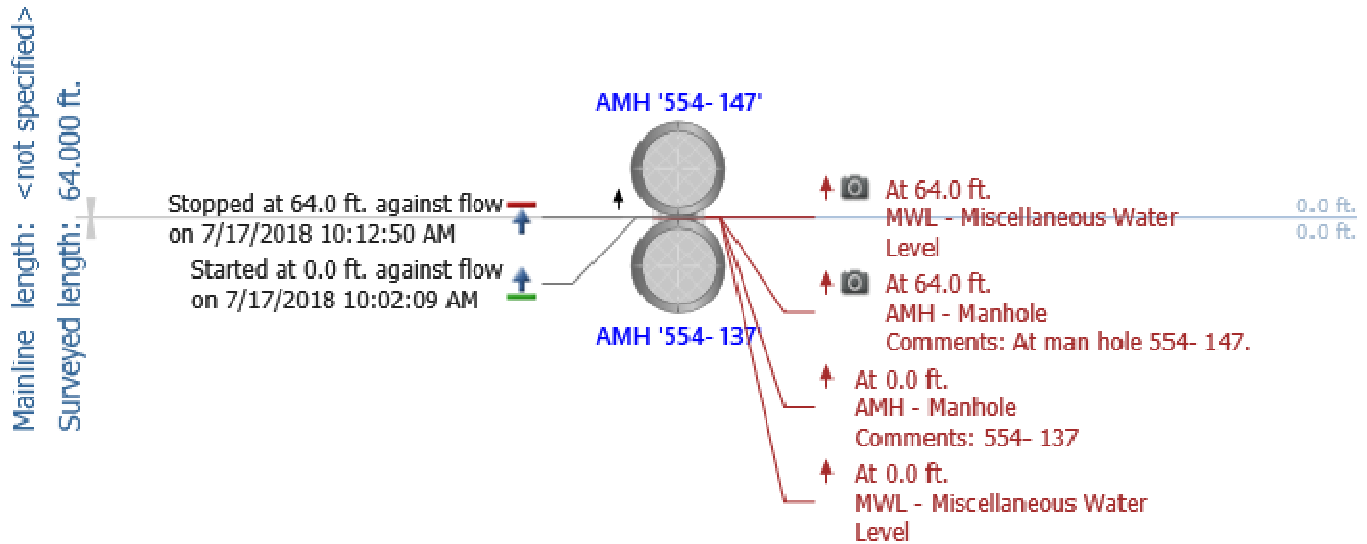 Mainline length: <not specified>
Surveyed length: 64.000 ft.
AMH '554- 147'
Stopped at 64.0 ft. against flow
on 7/17/2018 10:12:50 AM
Started at 0.0 ft. against flow
on 7/17/2018 10:02:09 AM
AMH '554- 137'
At 64.0 ft.
MWL - Miscellaneous Water
Level
At 64.0 ft.
AMH - Manhole
Comments: At man hole 554- 147.
At 0.0 ft.
AMH - Manhole
Comments: 554- 137
At 0.0 ft.
MWL - Miscellaneous Water
Level
0.0 ft.
0.0 ft.